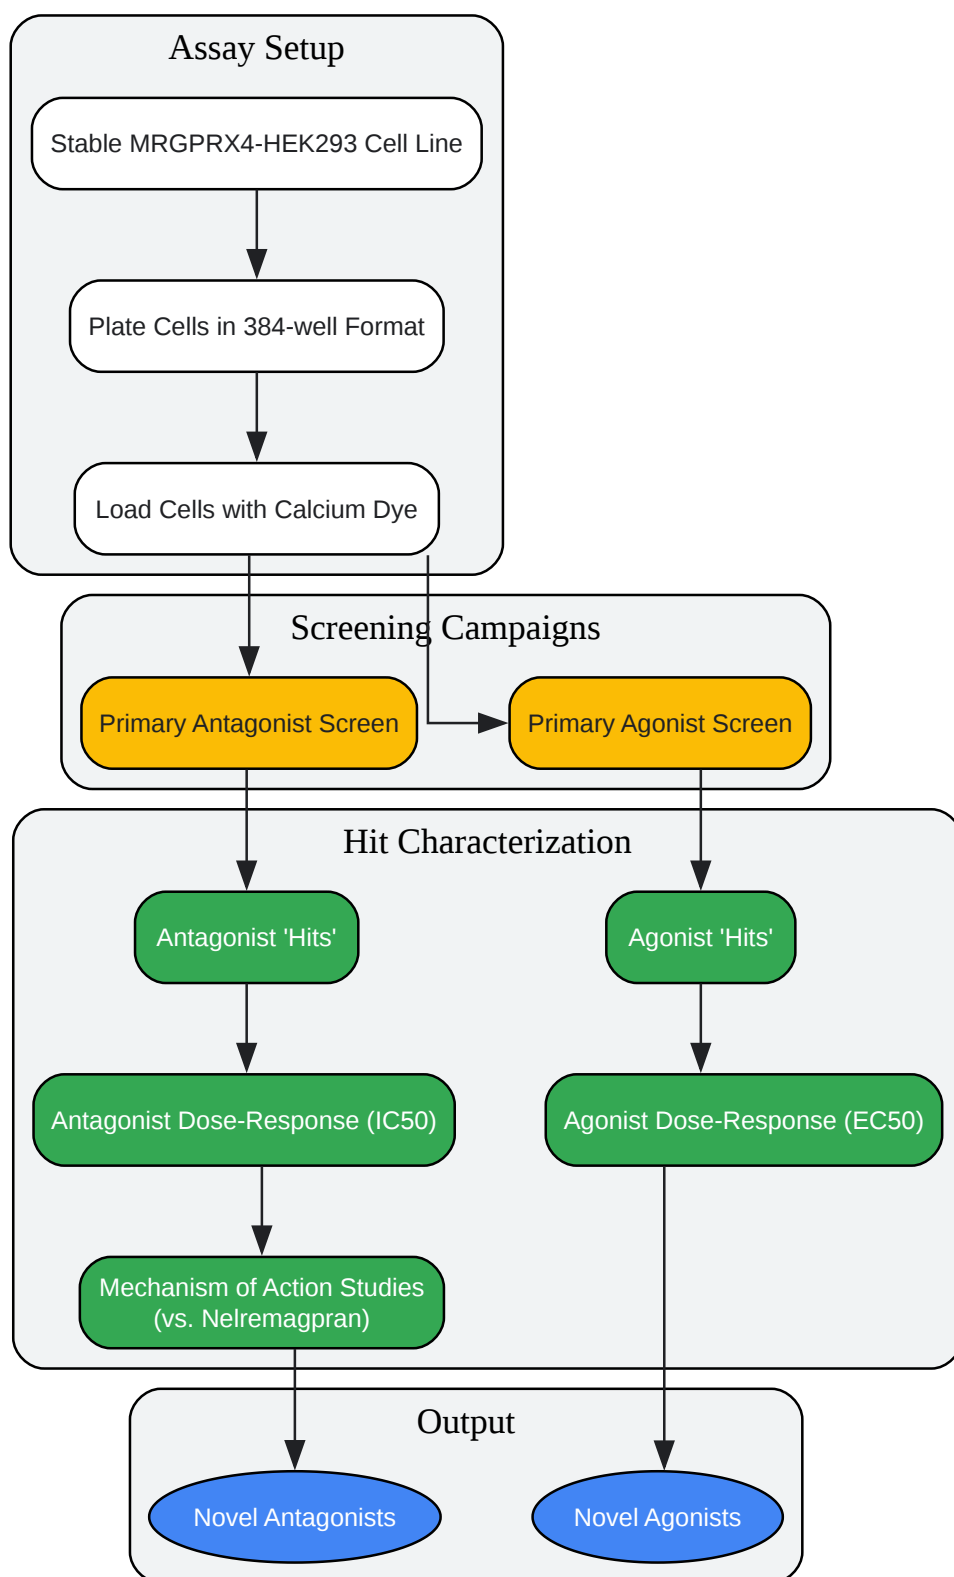 Assay Setup
Stable MRGPRX4-HEK293 Cell Line
Plate Cells in 384-well Format
Load Cells with Calcium Dye
Screening Campaigns
Primary Antagonist Screen
Primary Agonist Screen
Hit Characterization
Antagonist 'Hits'
Agonist 'Hits'
Antagonist Dose-Response (IC50)
Agonist Dose-Response (EC50)
Mechanism of Action Studies
(vs. Nelremagpran)
Output
Novel Antagonists
Novel Agonists